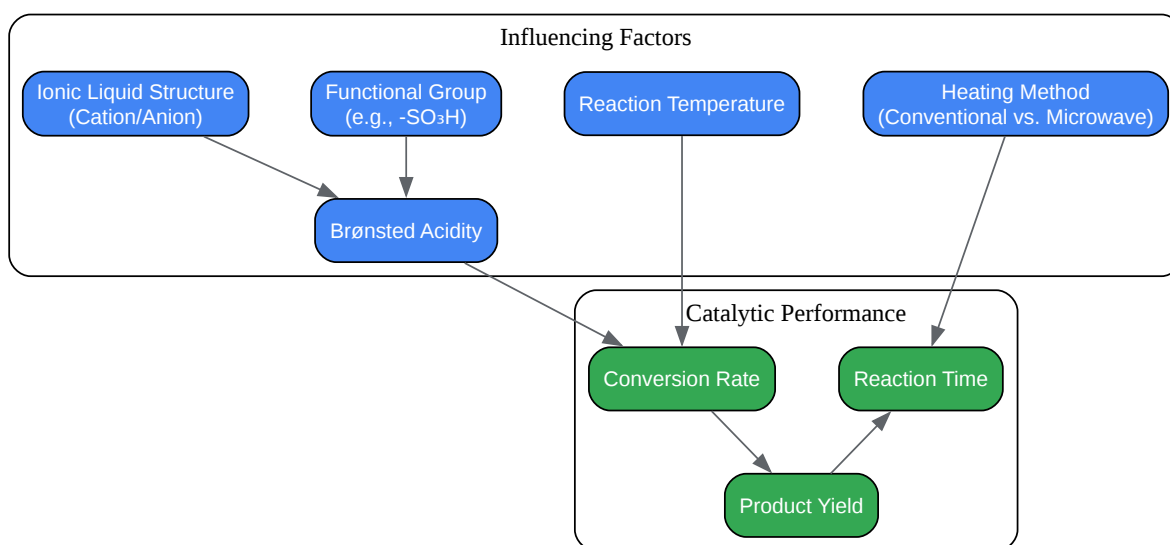 Influencing Factors
Ionic Liquid Structure
(Cation/Anion)
Functional Group
(e.g., -SO₃H)
Reaction Temperature
Heating Method
(Conventional vs. Microwave)
Brønsted Acidity
Catalytic Performance
Conversion Rate
Reaction Time
Product Yield